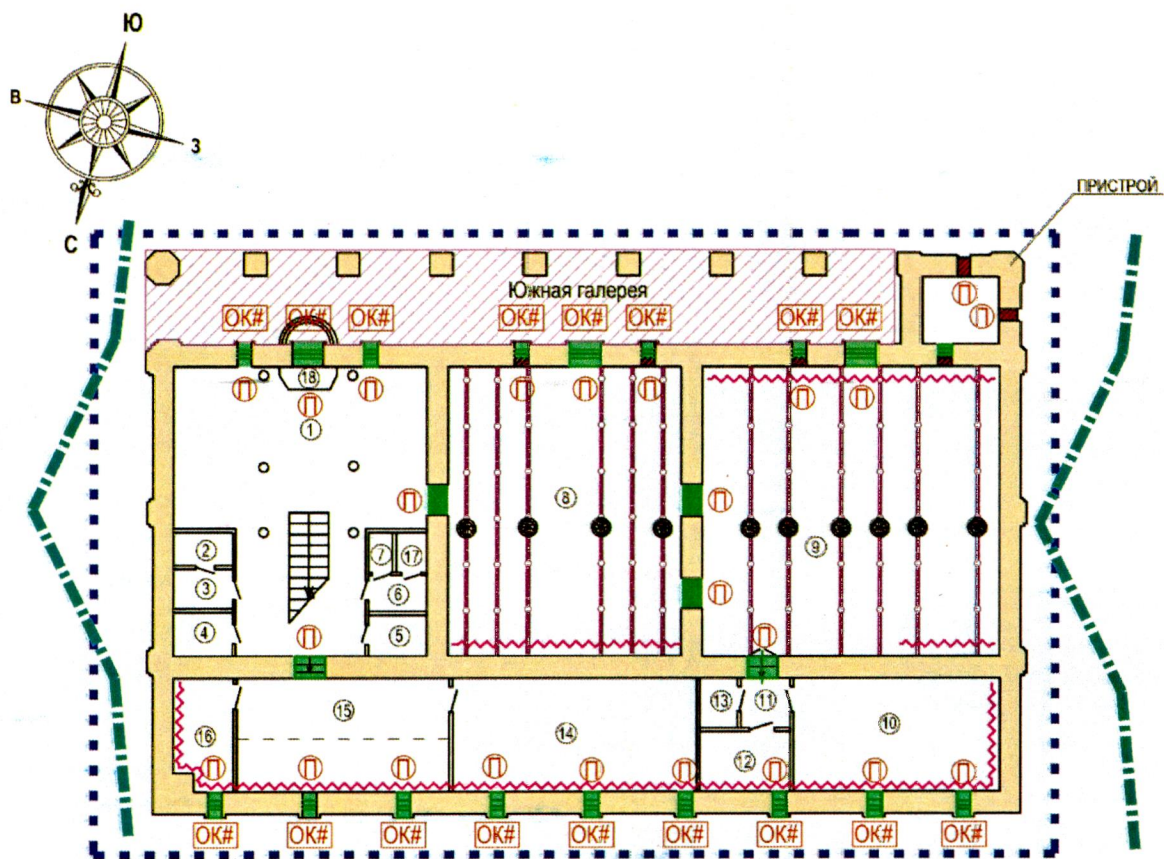 Ю
В
З
С
ПРИСТРОЙ
Южная галерея
ОК# ОК# ОК# ОК# ОК# ОК# ОК# ОК#
П
П
18
П П П П П П П П
1
П 8 П
9
2 7 17
3 6 П
4 П 5 П
13 11 10
16 15 14
12
П П П П П П П П П
ОК# ОК# ОК# ОК# ОК# ОК# ОК# ОК# ОК#